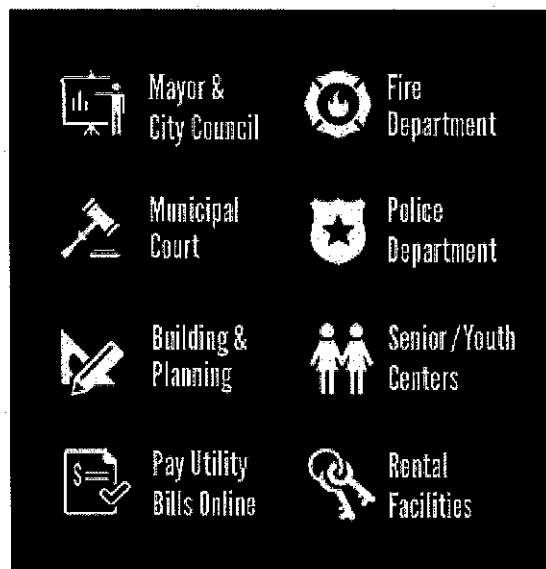 Mayor &
City Council
Fire
Department
Municipal
Court
Police
Department
Building &
Planning
Senior / Youth
Centers
$
Pay Utility
Bills Online
Rental
Facilities